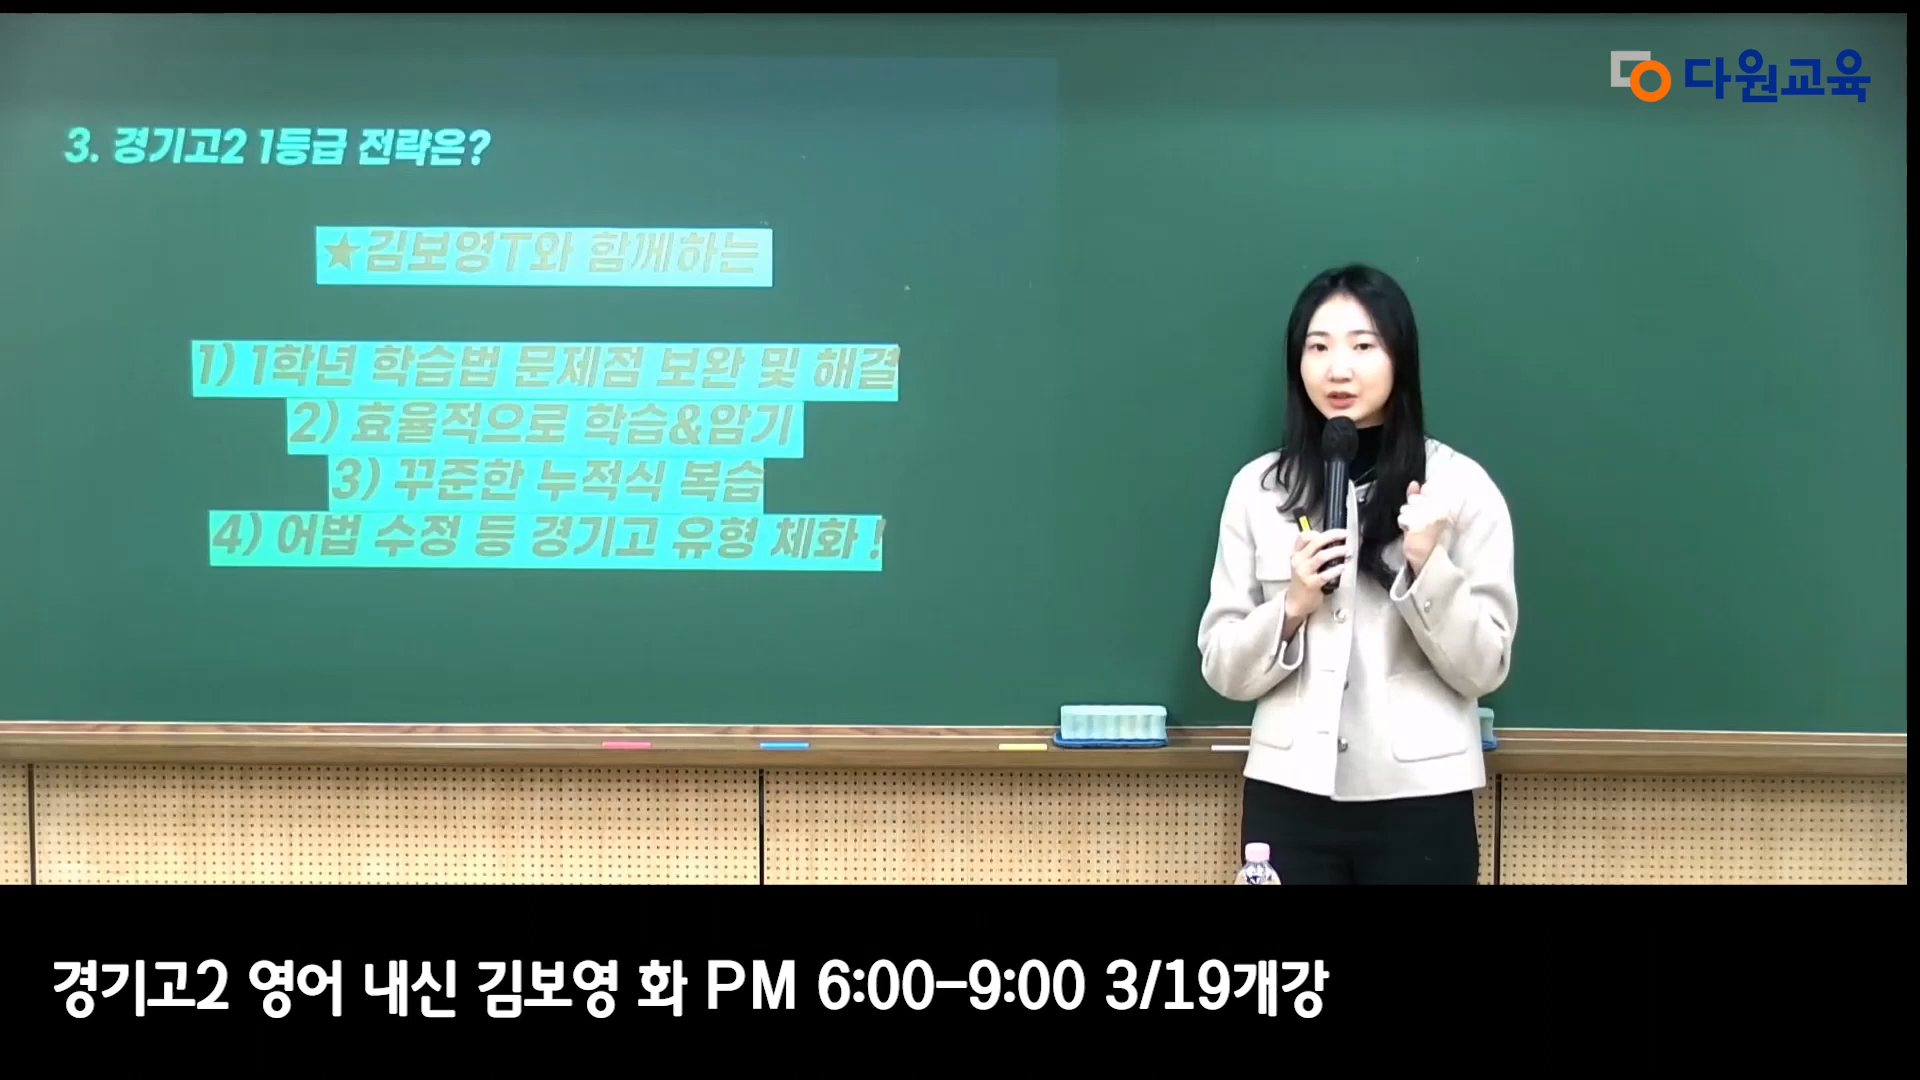 다원교육
3. 경기고2 1등급 전략은?
★김보영T와 함께하는
1) 1학년 학습법 문제점 보완 및 해결
2) 효율적으로 학습&암기
3) 꾸준한 누적식 복습
4) 어법 수정 등 경기고 유형 체화 !
경기고2 영어 내신 김보영 화 PM 6:00-9:00 3/19개강